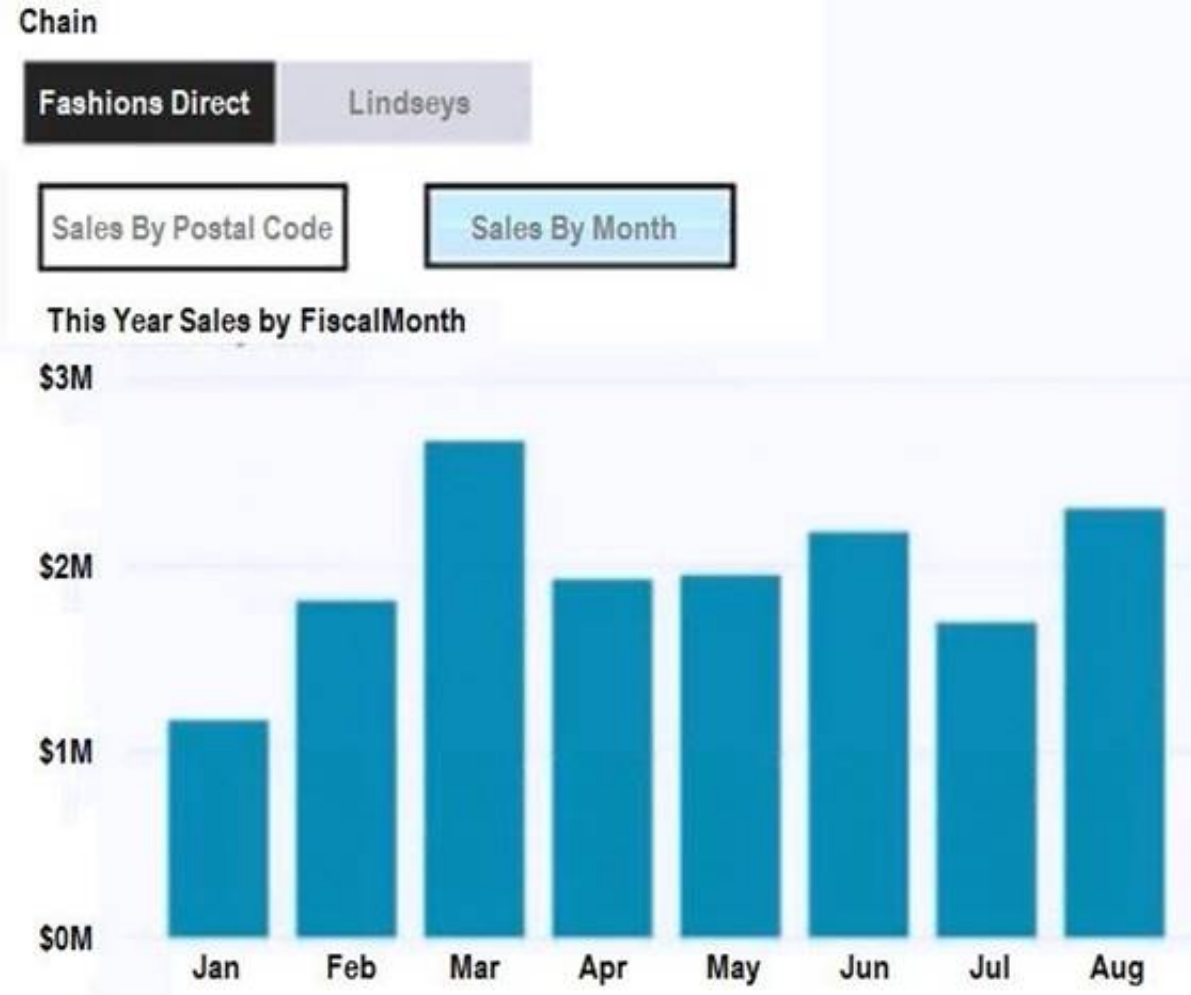 Chain
Fashions Direct Lindseys
Sales By Postal Code Sales By Month
This Year Sales by FiscalMonth
$3M
$2M
$1M
$0M
Jan Feb Mar Apr May Jun Jul Aug